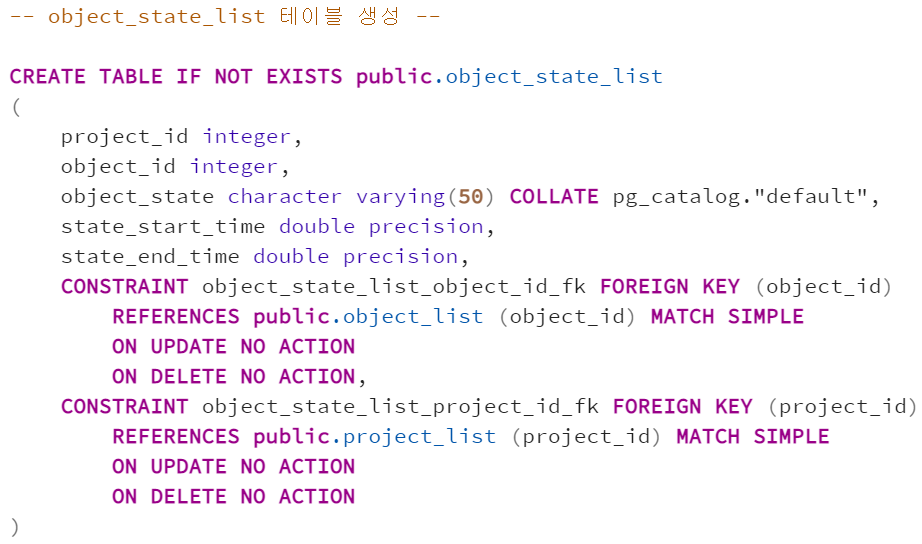 -- object_state_list 테이블 생성 --
CREATE TABLE IF NOT EXISTS public.object_state_list
(
project_id integer,
object_id integer,
object_state character varying(50) COLLATE pg_catalog."default",
state_start_time double precision,
state_end_time double precision,
CONSTRAINT object_state_list_object_id_fk FOREIGN KEY (object_id)
REFERENCES public.object_list (object_id) MATCH SIMPLE
ON UPDATE NO ACTION
ON DELETE NO ACTION,
CONSTRAINT object_state_list_project_id_fk FOREIGN KEY (project_id)
REFERENCES public.project_list (project_id) MATCH SIMPLE
ON UPDATE NO ACTION
ON DELETE NO ACTION
)